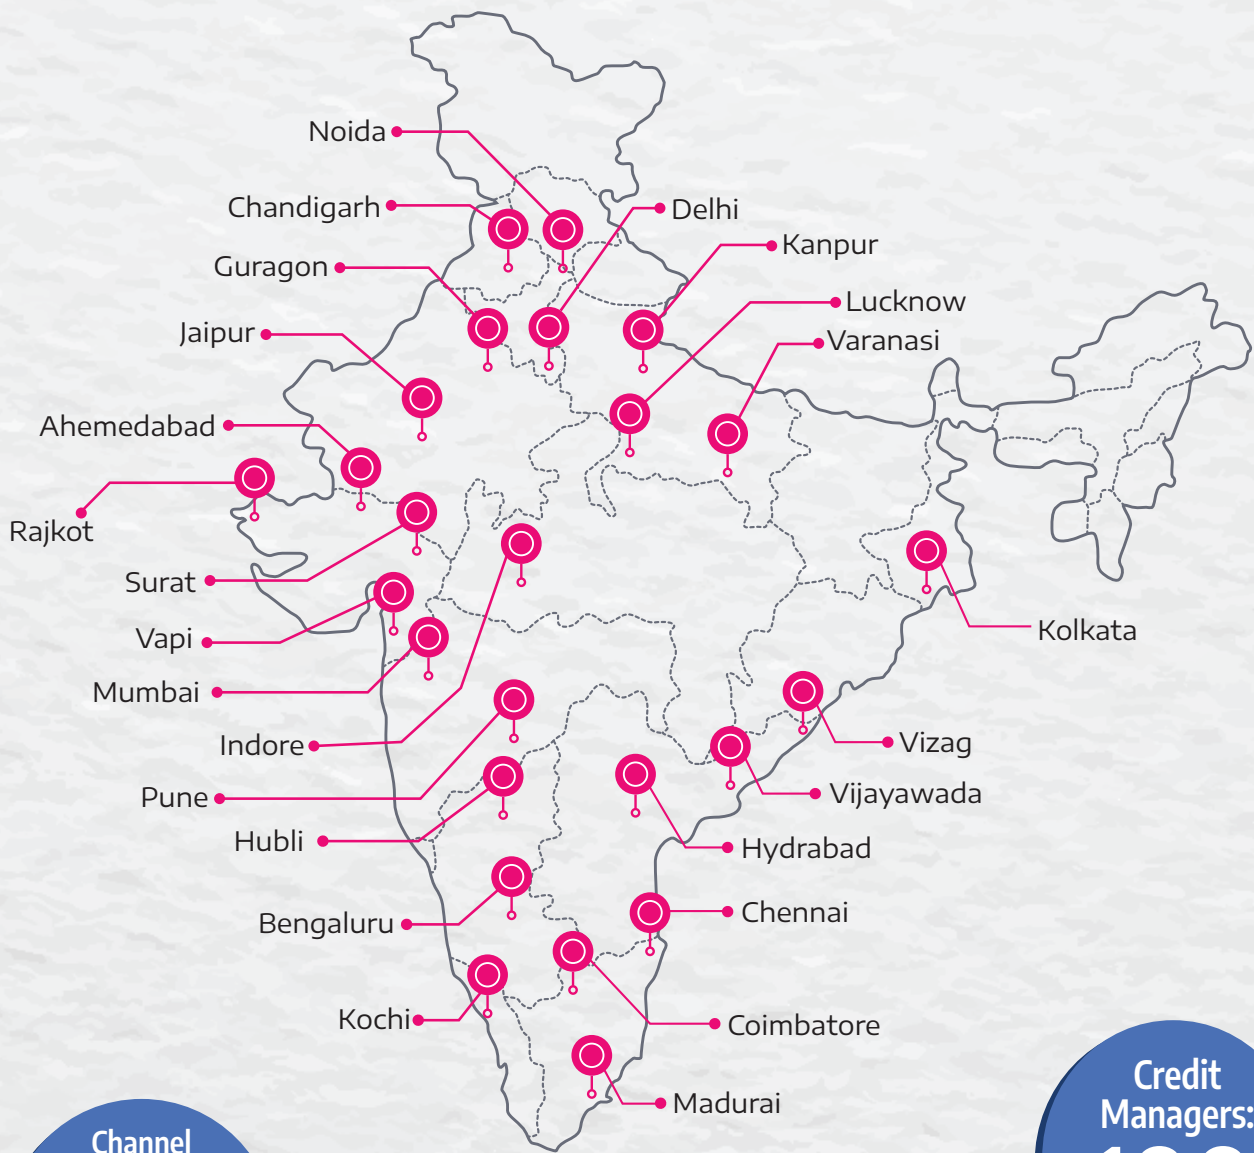 Noida
Chandigarh
Delhi
Kanpur
Guragon
Lucknow
Jaipur
Varanasi
Ahemedabad
Rajkot
Surat
Vapi
Kolkata
Mumbai
Indore
Vizag
Pune
Vijayawada
Hubli
Hydrabad
Bengaluru
Chennai
Kochi
Coimbatore
Madurai
Channel
Credit
Managers: